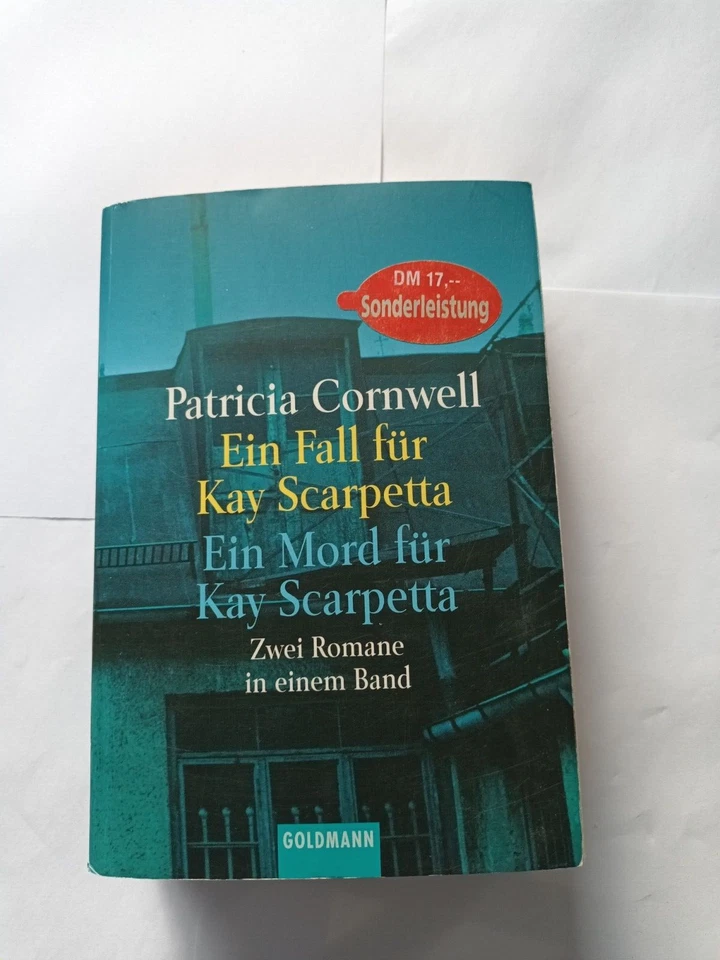 DM 17,--
Sonderleistung
Patricia Cornwell
Ein Fall für
Kay Scarpetta
Ein Mord für
Kay Scarpetta
Zwei Romane
in einem Band
GOLDMANN